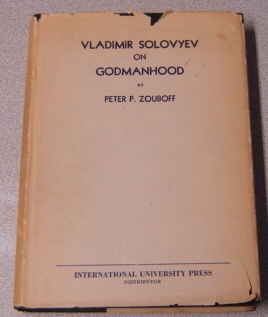 VLADIMIR SOLOVYEV
ON
GODMANHOOD
BY
PETER P. ZOUBOFF
INTERNATIONAL UNIVERSITY PRESS
DISTRIBUTOR